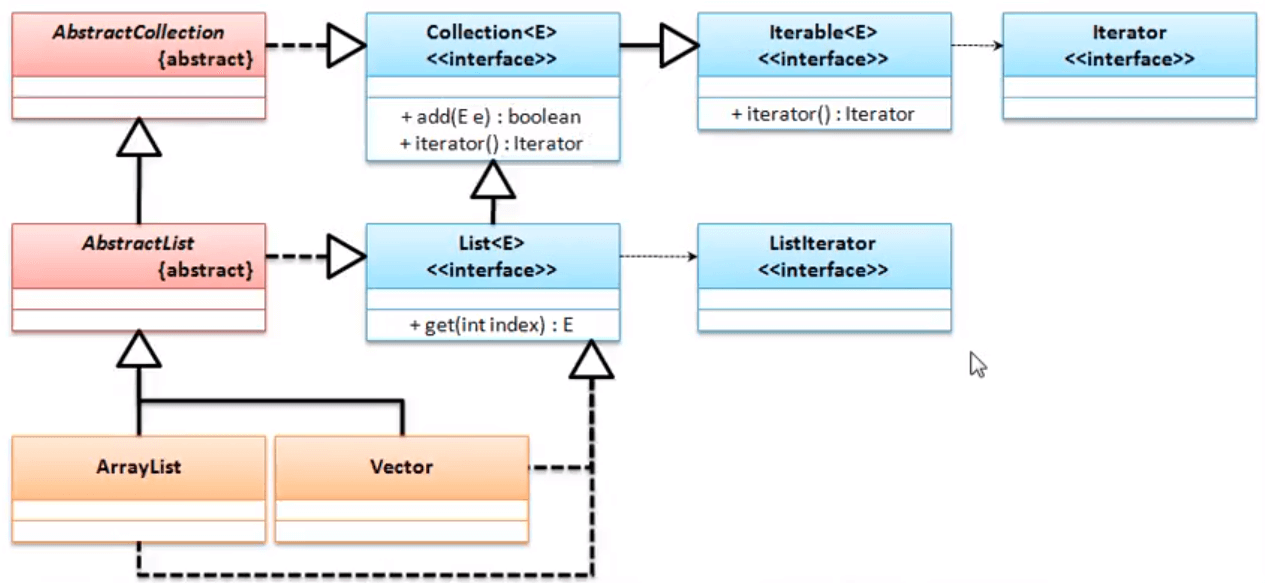 AbstractCollection
{abstract}
Collection<E>
<<interface>>
+ add(E e) : boolean
+ iterator() : Iterator
Iterable<E>
<<interface>>
+ iterator() : Iterator
Iterator
<<interface>>
AbstractList
{abstract}
List<E>
<<interface>>
+ get(int index) : E
ListIterator
<<interface>>
ArrayList
Vector